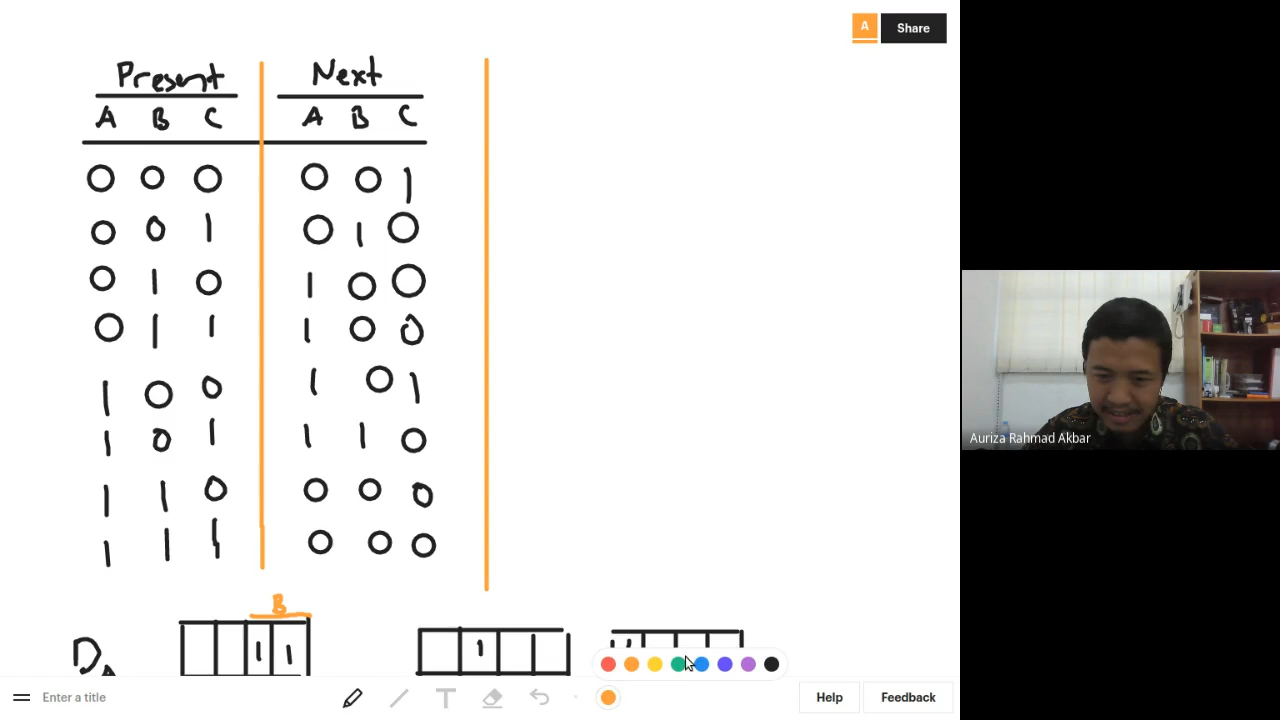 A Share
Present Next
A B C A B C
0 0 0 0 0 1
0 0 1 0 1 0
0 1 0 1 0 0
0 1 1 1 0 0
1 0 0 1 0 1
1 0 1 1 1 0
1 1 0 0 0 0
1 1 1 0 0 0
B
D_A 1 1 1
Auriza Rahmad Akbar
Enter a title T Help Feedback